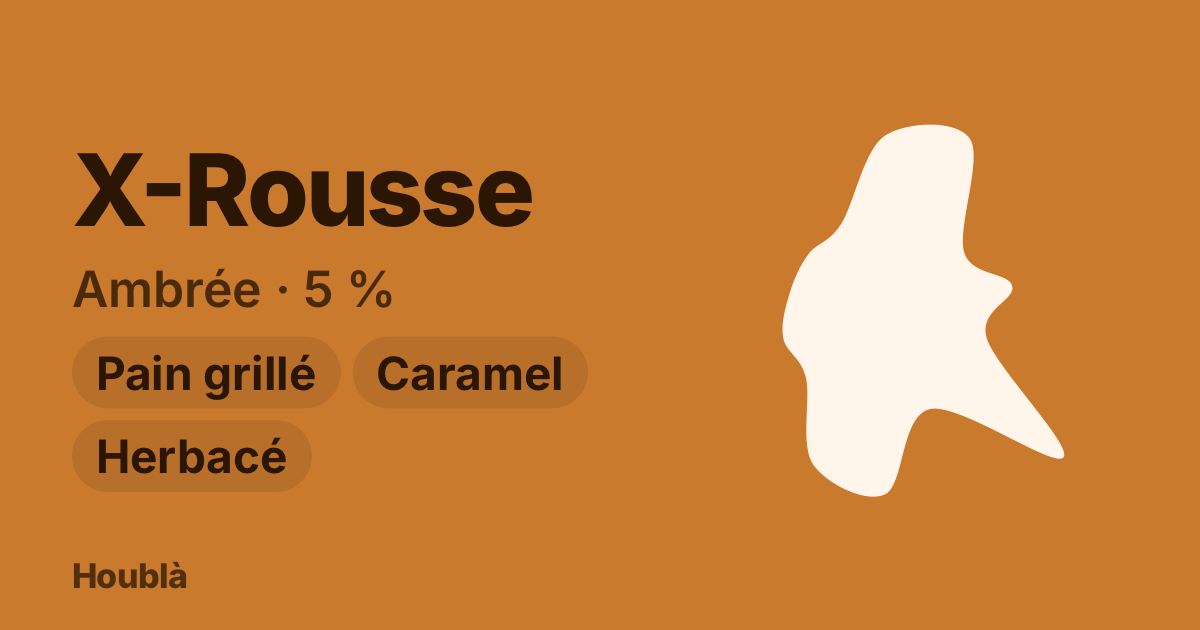 X-Rousse
Ambrée · 5 %
Pain grillé Caramel
Herbacé
Houblà